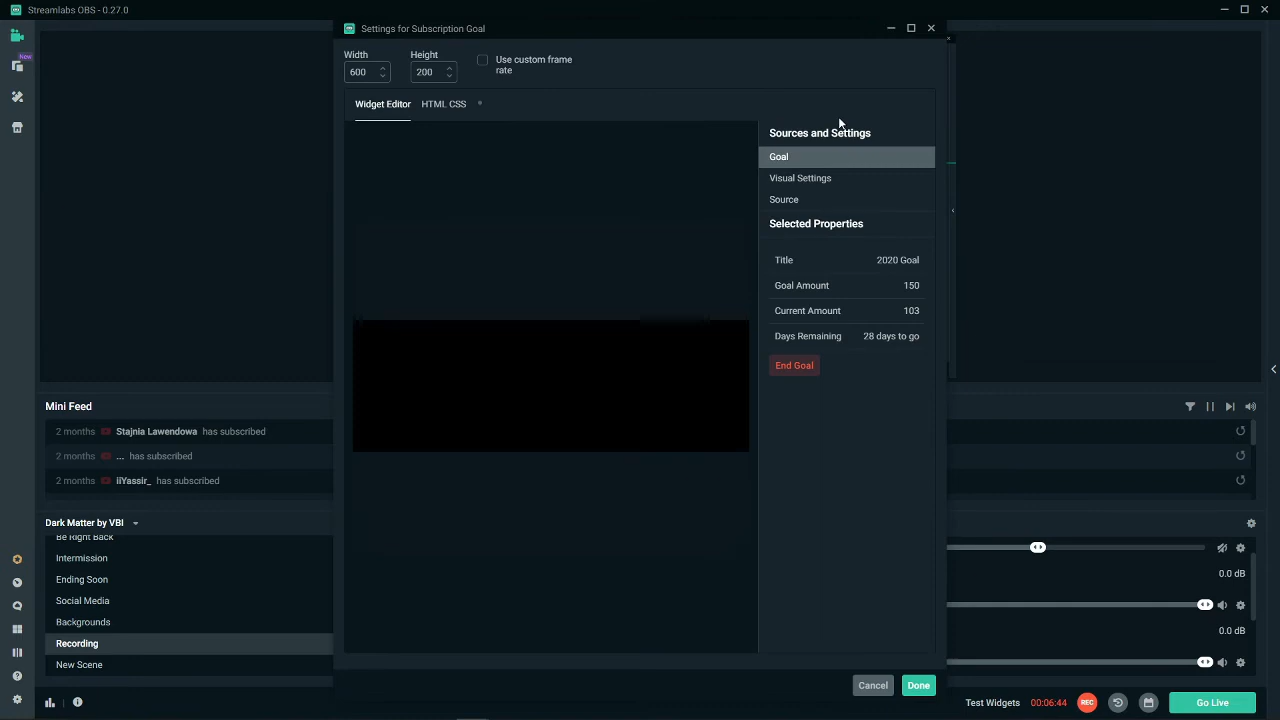 Streamlabs OBS - 0.27.0
Settings for Subscription Goal
Width
Height
600
200
Use custom frame
rate
New
Widget Editor
HTML CSS
Sources and Settings
Goal
Visual Settings
Source
Selected Properties
Title 2020 Goal
Goal Amount 150
Current Amount 103
Days Remaining 28 days to go
End Goal
Mini Feed
2 months Stajnia Lawendowa has subscribed
2 months ... has subscribed
2 months iiYassir_ has subscribed
Dark Matter by VBI
Be Right Back
Intermission
Ending Soon
Social Media
Backgrounds
Recording
New Scene
0.0 dB
0.0 dB
Cancel
Done
Test Widgets
00:06:44
REC
Go Live